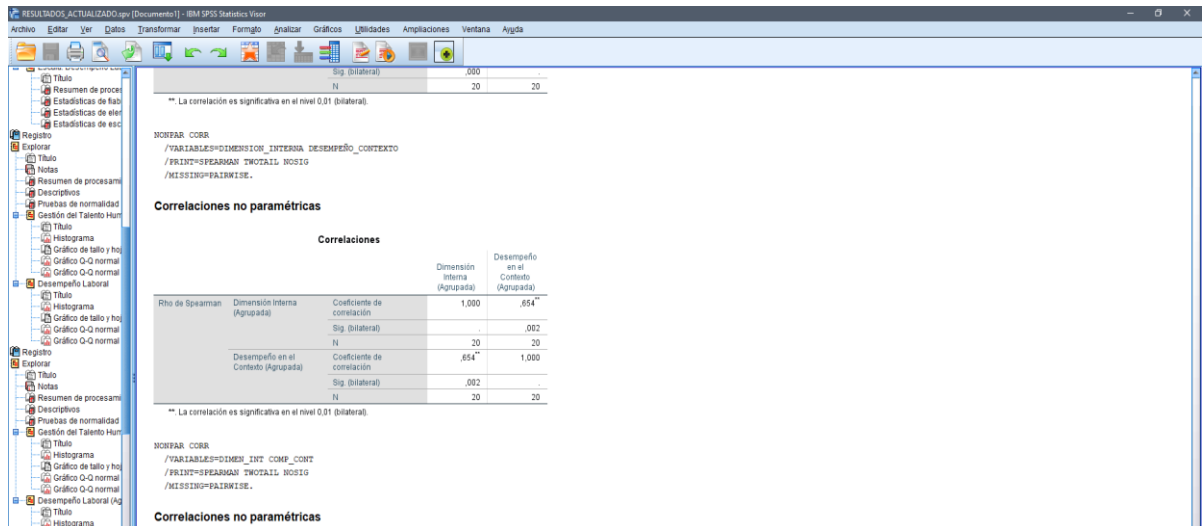 RESULTADOS_ACTUALIZADO.spv [Documento1] - IBM SPSS Statistics Visor
Archivo Editar Ver Datos Transformar Insertar Formato Analizar Gráficos Utilidades Ampliaciones Ventana Ayuda
Título
Resumen de proces
Estadísticas de fiab
Estadísticas de eler
Estadísticas de esc
Registro
Explorar
Título
Notas
Resumen de procesami
Descriptivos
Pruebas de normalidad
Gestión del Talento Hum
Título
Histograma
Gráfico de tallo y hoj
Gráfico Q-Q normal
Gráfico Q-Q normal
Desempeño Laboral
Título
Histograma
Gráfico de tallo y hoj
Gráfico Q-Q normal
Gráfico Q-Q normal
Registro
Explorar
Título
Notas
Resumen de procesami
Descriptivos
Pruebas de normalidad
Gestión del Talento Hum
Título
Histograma
Gráfico de tallo y hoj
Gráfico Q-Q normal
Gráfico Q-Q normal
Desempeño Laboral (Ag
Título
Histograma
Sig. (bilateral) ,000 .
N 20 20
**. La correlación es significativa en el nivel 0,01 (bilateral).
NONPAR CORR
/VARIABLES=DIMENSION_INTERNA DESEMPEÑO_CONTEXTO
/PRINT=SPEARMAN TWOTAIL NOSIG
/MISSING=PAIRWISE.
Correlaciones no paramétricas
Correlaciones
Dimensión Interna (Agrupada)
Desempeño en el Contexto (Agrupada)
Rho de Spearman Dimensión Interna (Agrupada) Coeficiente de correlación 1,000 ,654**
Sig. (bilateral) . ,002
N 20 20
Desempeño en el Contexto (Agrupada) Coeficiente de correlación ,654** 1,000
Sig. (bilateral) ,002 .
N 20 20
**. La correlación es significativa en el nivel 0,01 (bilateral).
NONPAR CORR
/VARIABLES=DIMEN_INT COMP_CONT
/PRINT=SPEARMAN TWOTAIL NOSIG
/MISSING=PAIRWISE.
Correlaciones no paramétricas